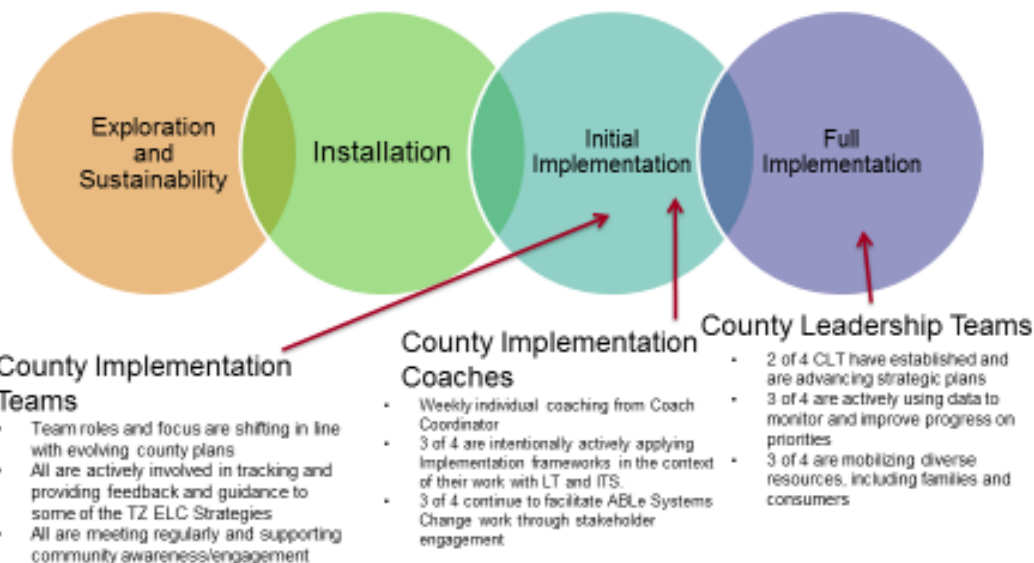 Exploration
and
Sustainability
Installation
Initial
Implementation
Full
Implementation
County Implementation
Teams
Team roles and focus are shifting in line
with evolving county plans
All are actively involved in tracking and
providing feedback and guidance to
some of the TZ ELC Strategies
All are meeting regularly and supporting
community awareness/engagement
County Implementation
Coaches
Weekly individual coaching from Coach
Coordinator
3 of 4 are intentionally actively applying
Implementation frameworks in the context
of their work with LT and ITS.
3 of 4 continue to facilitate ABLe Systems
Change work through stakeholder
engagement
County Leadership Teams
2 of 4 CLT have established and
are advancing strategic plans
3 of 4 are actively using data to
monitor and improve progress on
priorities
3 of 4 are mobilizing diverse
resources, including families and
consumers